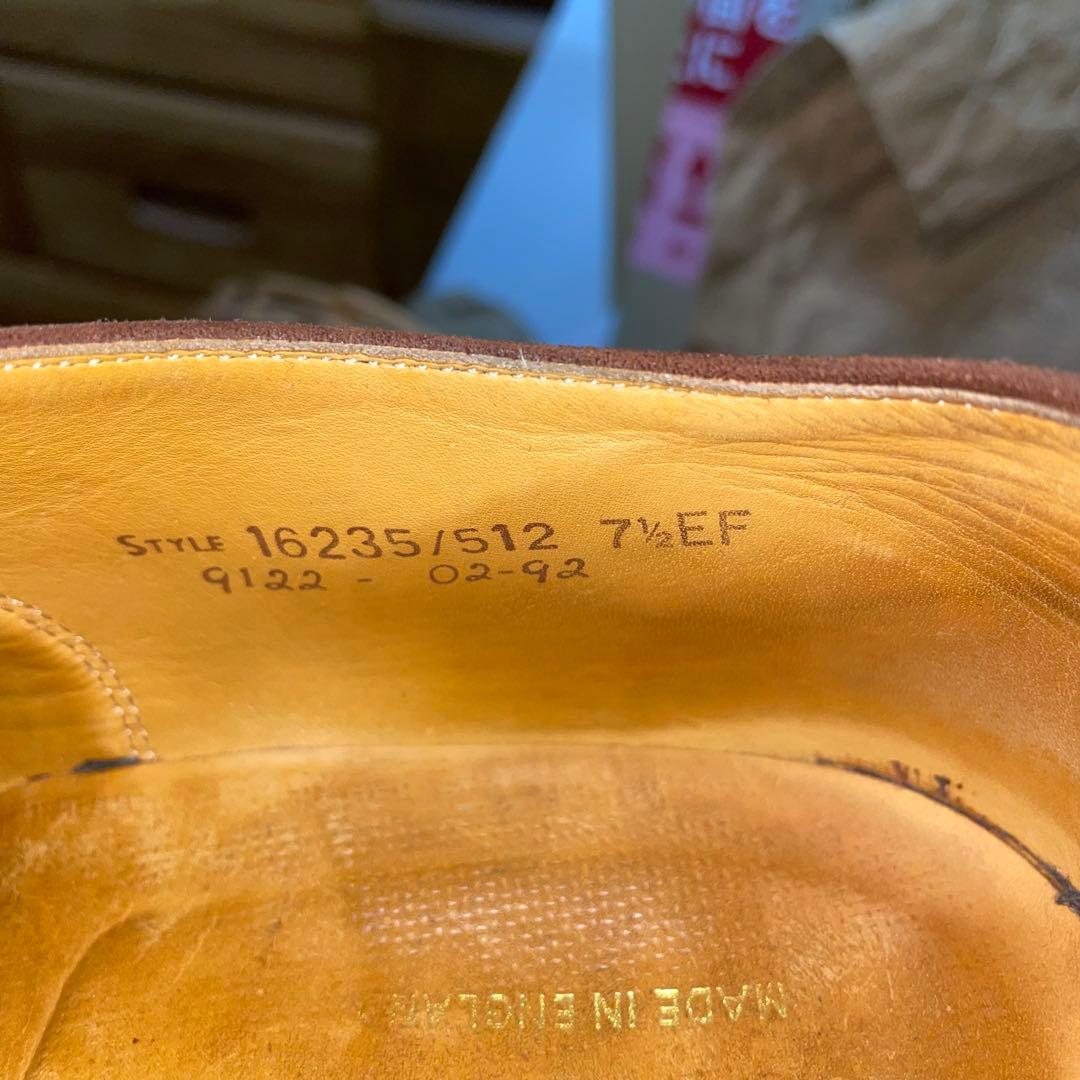 STYLE 16235/512 7½EF
9122 - 02-92
MADE IN ENGLAND